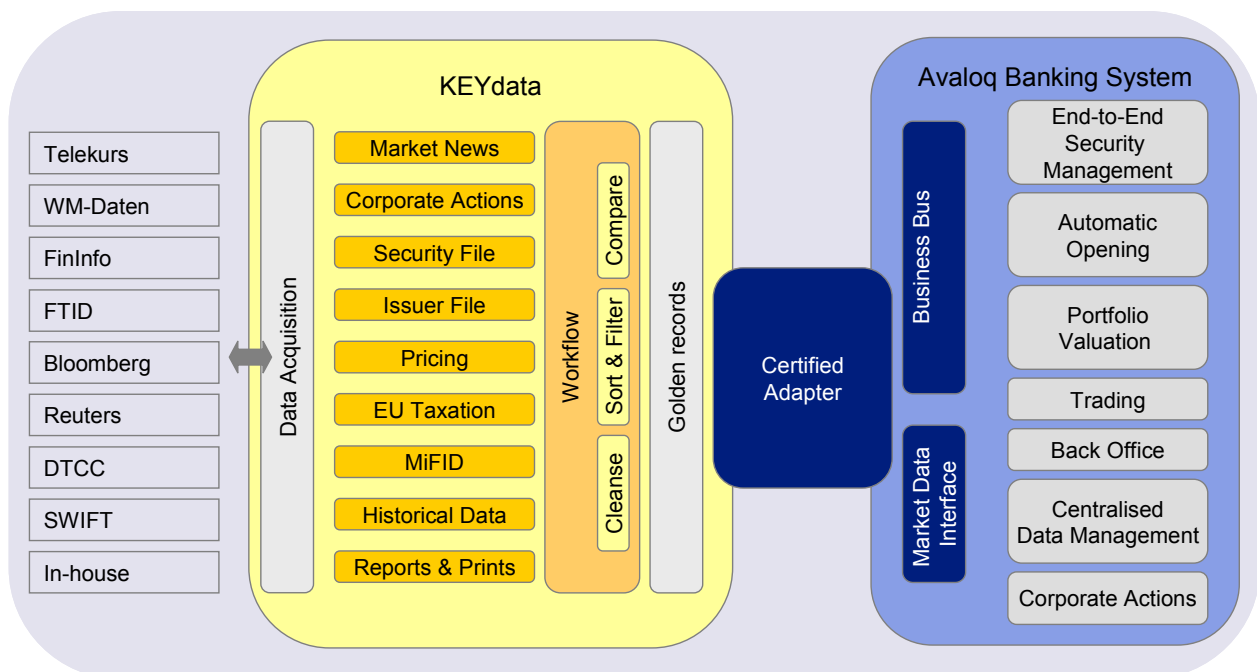 KEYdata
Avaloq Banking System
Telekurs
WM-Daten
FinInfo
FTID
Bloomberg
Reuters
DTCC
SWIFT
In-house
Data Acquisition
Market News
Corporate Actions
Security File
Issuer File
Pricing
EU Taxation
MiFID
Historical Data
Reports & Prints
Workflow
Compare
Sort & Filter
Cleanse
Golden records
Certified
Adapter
Business Bus
Market Data
Interface
End-to-End
Security
Management
Automatic
Opening
Portfolio
Valuation
Trading
Back Office
Centralised
Data Management
Corporate Actions